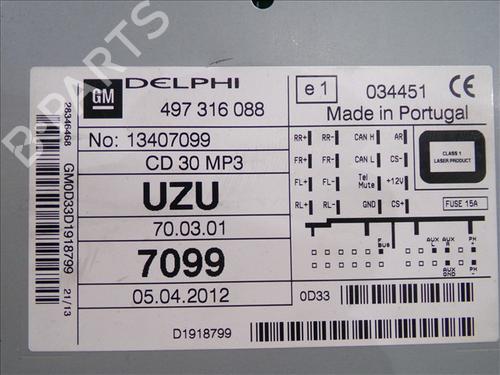 B-PARTS
GM
DELPHI
497 316 088
e1
034451 CE
Made in Portugal
No: 13407099
CD 30 MP3
UZU
70.03.01
7099
05.04.2012
RR+
RR-
CAN H
AR
FR+
FR-
CAN L
CS-
FL+
FL-
Tel Mute
+12V
RL+
RL-
GND
CS+
CLASS 1
LASER PRODUCT
FUSE 15A
F BUS
AUX L
AUX R
PH +
AUX GND
PH -
0D33
D1918799
28346468
GM0D33D1918799
21/13